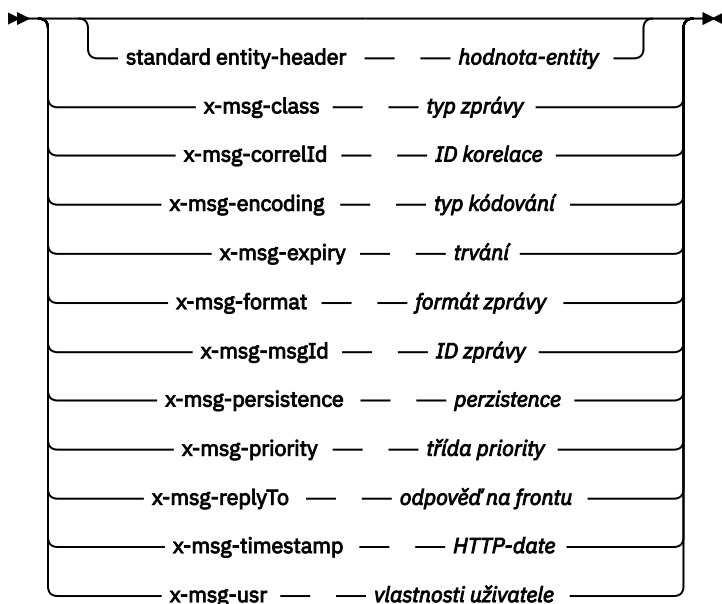 standard entity-header hodnota-entity
x-msg-class typ zprávy
x-msg-correlId ID korelace
x-msg-encoding typ kódování
x-msg-expiry trvání
x-msg-format formát zprávy
x-msg-msgId ID zprávy
x-msg-persistence perzistence
x-msg-priority třída priority
x-msg-replyTo odpověď na frontu
x-msg-timestamp HTTP-date
x-msg-usr vlastnosti uživatele